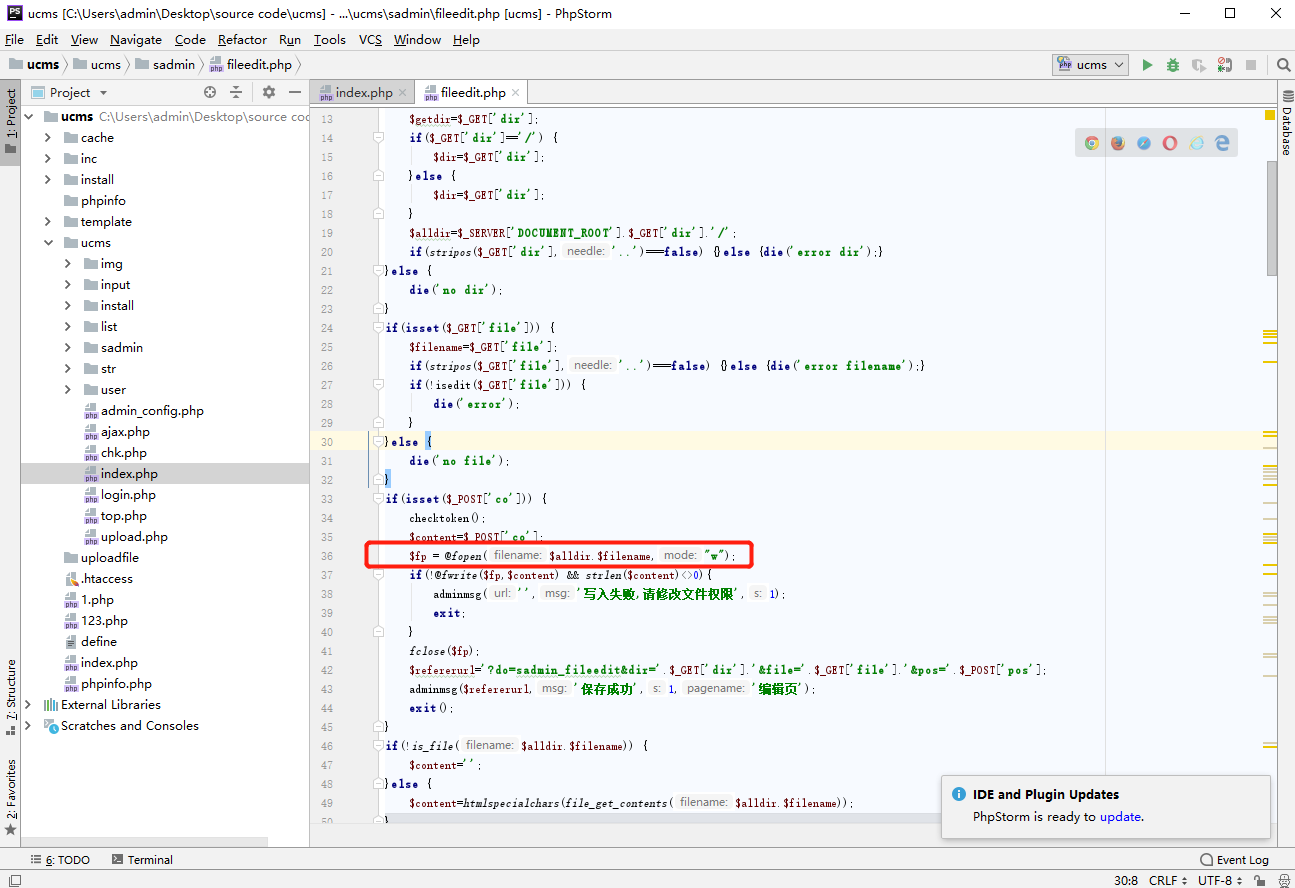 ucms [C:\Users\admin\Desktop\source code\ucms] - ...\ucms\sadmin\fileedit.php [ucms] - PhpStorm
File Edit View Navigate Code Refactor Run Tools VCS Window Help
ucms ucms sadmin fileedit.php ucms
Project index.php fileedit.php
1: Project
Database
ucms C:\Users\admin\Desktop\source cod
cache
inc
install
phpinfo
template
ucms
img
input
install
list
sadmin
str
user
admin_config.php
ajax.php
chk.php
index.php
login.php
top.php
upload.php
uploadfile
.htaccess
1.php
123.php
define
index.php
phpinfo.php
External Libraries
Scratches and Consoles
7: Structure
2: Favorites
13 $getdir=$_GET['dir'];
14 if($_GET['dir']=='/') {
15 $dir=$_GET['dir'];
16 }else {
17 $dir=$_GET['dir'];
18 }
19 $alldir=$_SERVER['DOCUMENT_ROOT'].$_GET['dir'].'/';
20 if(stripos($_GET['dir'], needle: '..')===false) {}else {die('error dir');}
21 }else {
22 die('no dir');
23 }
24 if(isset($_GET['file'])) {
25 $filename=$_GET['file'];
26 if(stripos($_GET['file'], needle: '..')===false) {}else {die('error filename');}
27 if(!isedit($_GET['file'])) {
28 die('error');
29 }
30 }else {
31 die('no file');
32 }
33 if(isset($_POST['co'])) {
34 checktoken();
35 $content=$_POST['co'];
36 $fp = @fopen( filename: $alldir.$filename, mode: "w");
37 if(!@fwrite($fp,$content) && strlen($content)<>0){
38 adminmsg( url: '', msg: '写入失败,请修改文件权限', s: 1);
39 exit;
40 }
41 fclose($fp);
42 $refererurl='?do=sadmin_fileedit&dir='.$_GET['dir'].'&file='.$_GET['file'].'&pos='.$_POST['pos'];
43 adminmsg($refererurl, msg: '保存成功', s: 1, pagename: '编辑页');
44 exit();
45 }
46 if(!is_file( filename: $alldir.$filename)) {
47 $content='';
48 }else {
49 $content=htmlspecialchars(file_get_contents( filename: $alldir.$filename));
50 }
IDE and Plugin Updates
PhpStorm is ready to update.
6: TODO Terminal Event Log
30:8 CRLF UTF-8